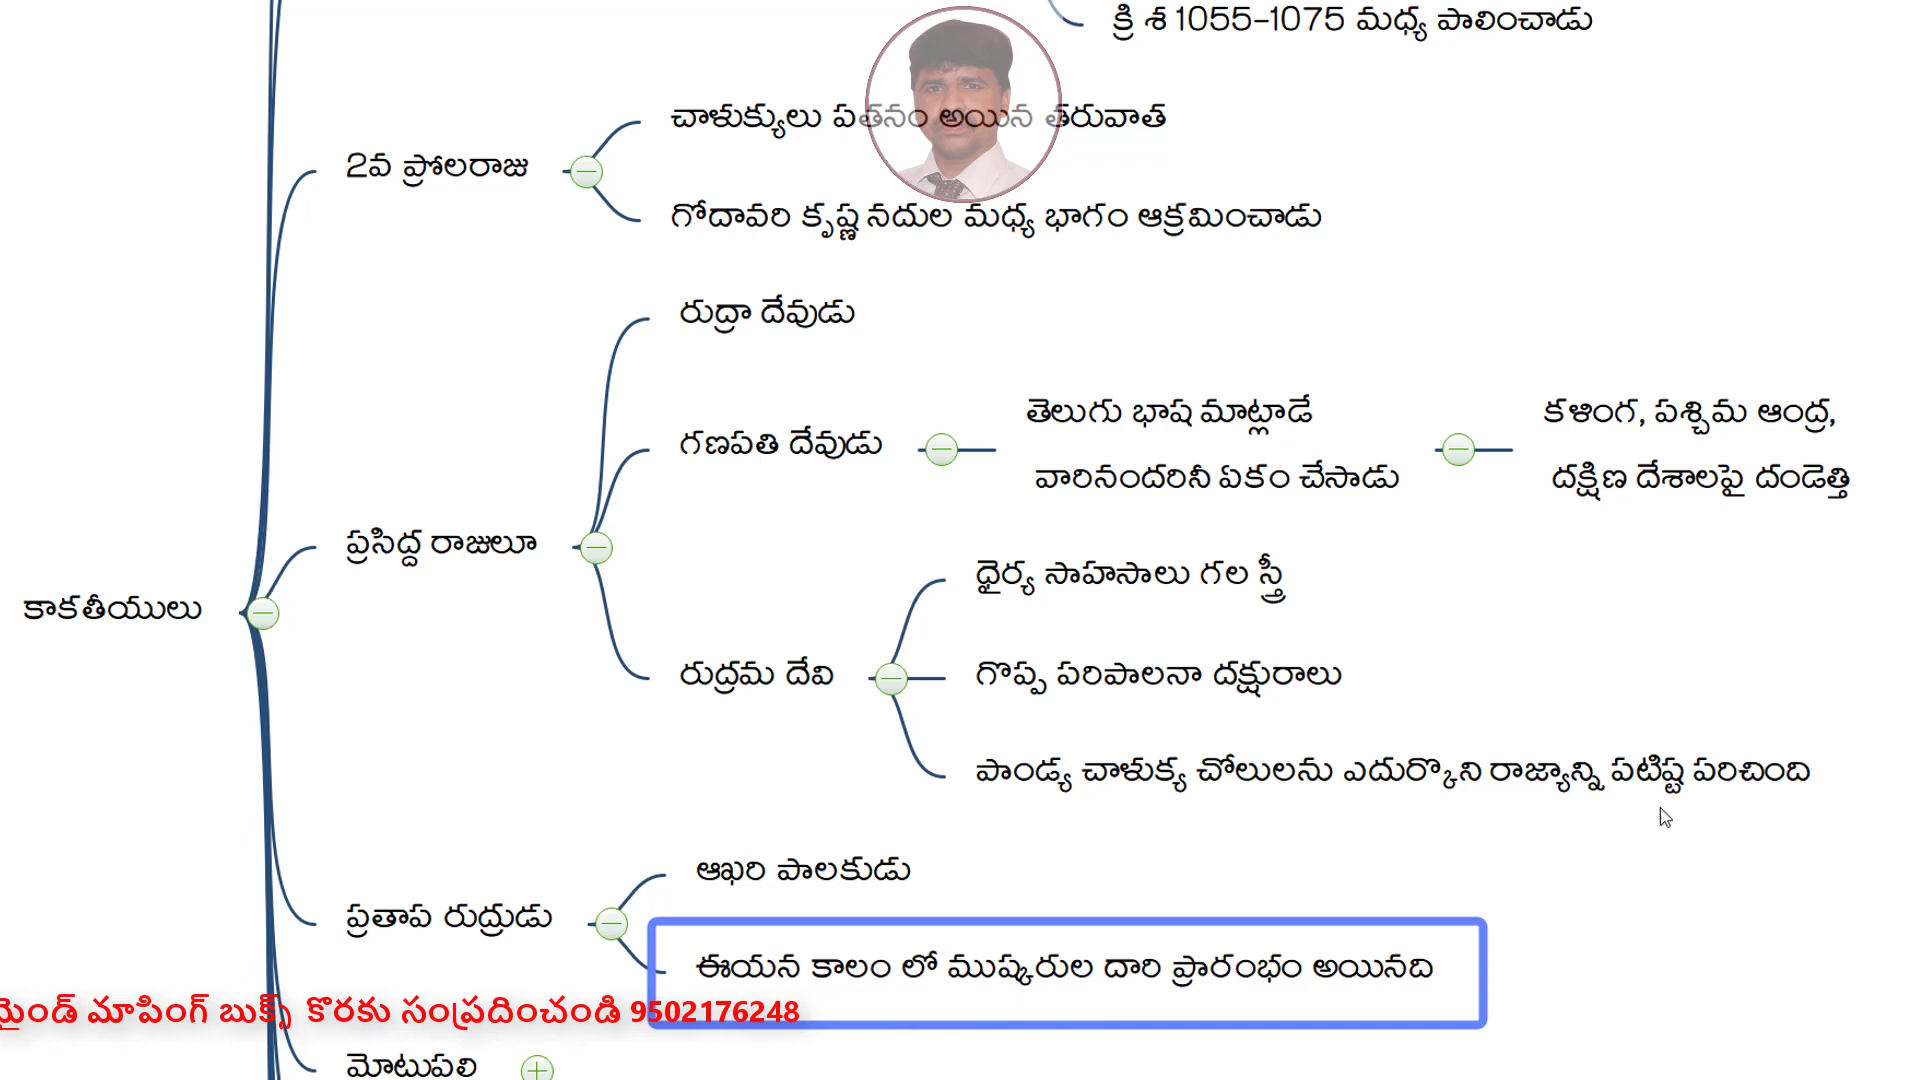 క్రీ శ 1055-1075 మధ్య పాలించాడు
చాళుక్యులు పతనం అయిన తరువాత
2వ ప్రోలరాజు
గోదావరి కృష్ణ నదుల మధ్య భాగం ఆక్రమించాడు
రుద్రా దేవుడు
తెలుగు భాష మాట్లాడే
వారినందరినీ ఏకం చేసాడు
కళింగ, పశ్చిమ ఆంధ్ర,
దక్షిణ దేశాలపై దండెత్తి
గణపతి దేవుడు
ప్రసిద్ద రాజులూ
ధైర్య సాహసాలు గల స్త్రీ
కాకతీయులు
రుద్రమ దేవి
గొప్ప పరిపాలనా దక్షురాలు
పాండ్య చాళుక్య చోలులను ఎదుర్కొని రాజ్యాన్ని పటిష్ట పరిచింది
ఆఖరి పాలకుడు
ప్రతాప రుద్రుడు
ఈయన కాలం లో ముష్కరుల దారి ప్రారంభం అయినది
మైండ్ మాపింగ్ బుక్స్ కొరకు సంప్రదించండి 9502176248
మోటుపలి